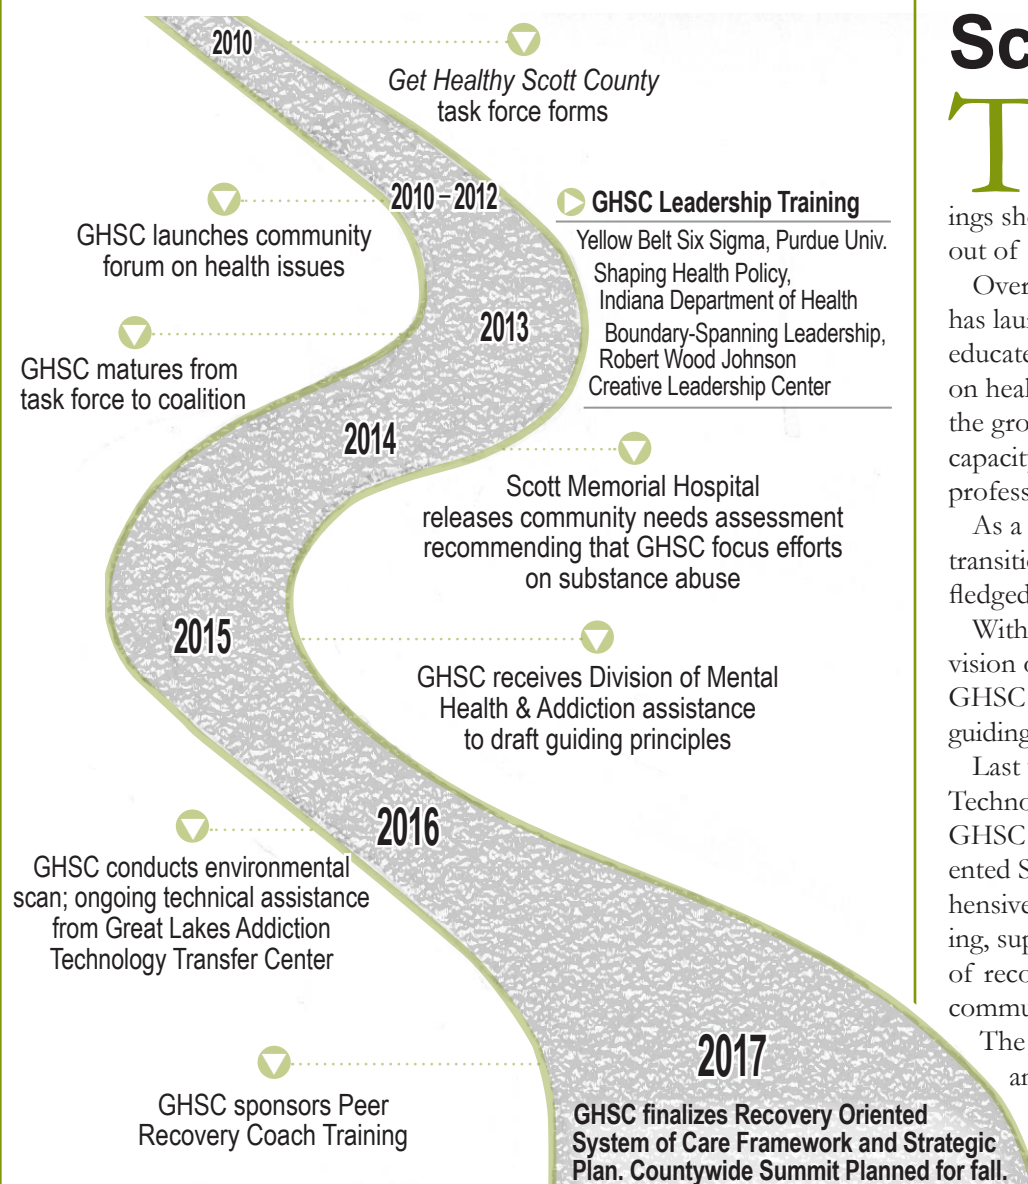 2010
Get Healthy Scott County
task force forms
2010 – 2012
GHSC launches community
forum on health issues
GHSC Leadership Training
Yellow Belt Six Sigma, Purdue Univ.
Shaping Health Policy,
Indiana Department of Health
Boundary-Spanning Leadership,
Robert Wood Johnson
Creative Leadership Center
2013
GHSC matures from
task force to coalition
2014
Scott Memorial Hospital
releases community needs assessment
recommending that GHSC focus efforts
on substance abuse
2015
GHSC receives Division of Mental
Health & Addiction assistance
to draft guiding principles
2016
GHSC conducts environmental
scan; ongoing technical assistance
from Great Lakes Addiction
Technology Transfer Center
2017
GHSC finalizes Recovery Oriented
System of Care Framework and Strategic
Plan. Countywide Summit Planned for fall.
GHSC sponsors Peer
Recovery Coach Training
Sc
T
ings sh
out of
Over
has lau
educate
on heal
the gro
capacity
profess
As a
transitio
fledged
With
vision o
GHSC
guiding
Last
Techno
GHSC
ented S
hensive
ing, sup
of reco
commu
The
ar